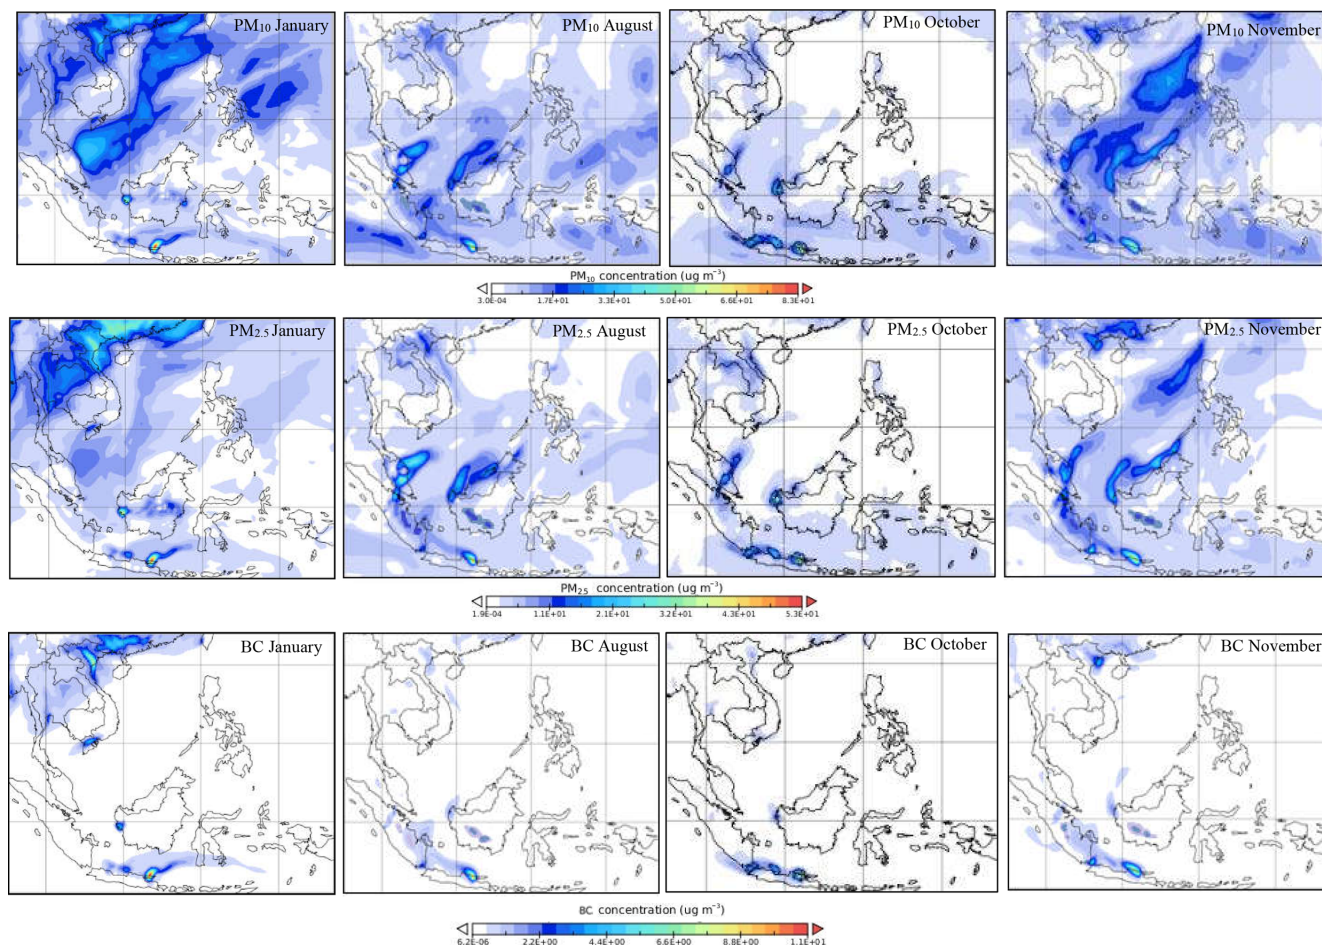 PM₁₀ January
PM₁₀ August
PM₁₀ October
PM₁₀ November
PM₁₀ concentration (ug m⁻³)
3.0E-04 1.7E+01 3.3E+01 5.0E+01 6.6E+01 8.3E+01
PM₂.₅ January
PM₂.₅ August
PM₂.₅ October
PM₂.₅ November
PM₂₅ concentration (ug m⁻³)
1.9E-04 1.1E+01 2.1E+01 3.2E+01 4.3E+01 5.3E+01
BC January
BC August
BC October
BC November
BC concentration (ug m⁻³)
6.2E-06 2.2E+00 4.4E+00 6.6E+00 8.8E+00 1.1E+01